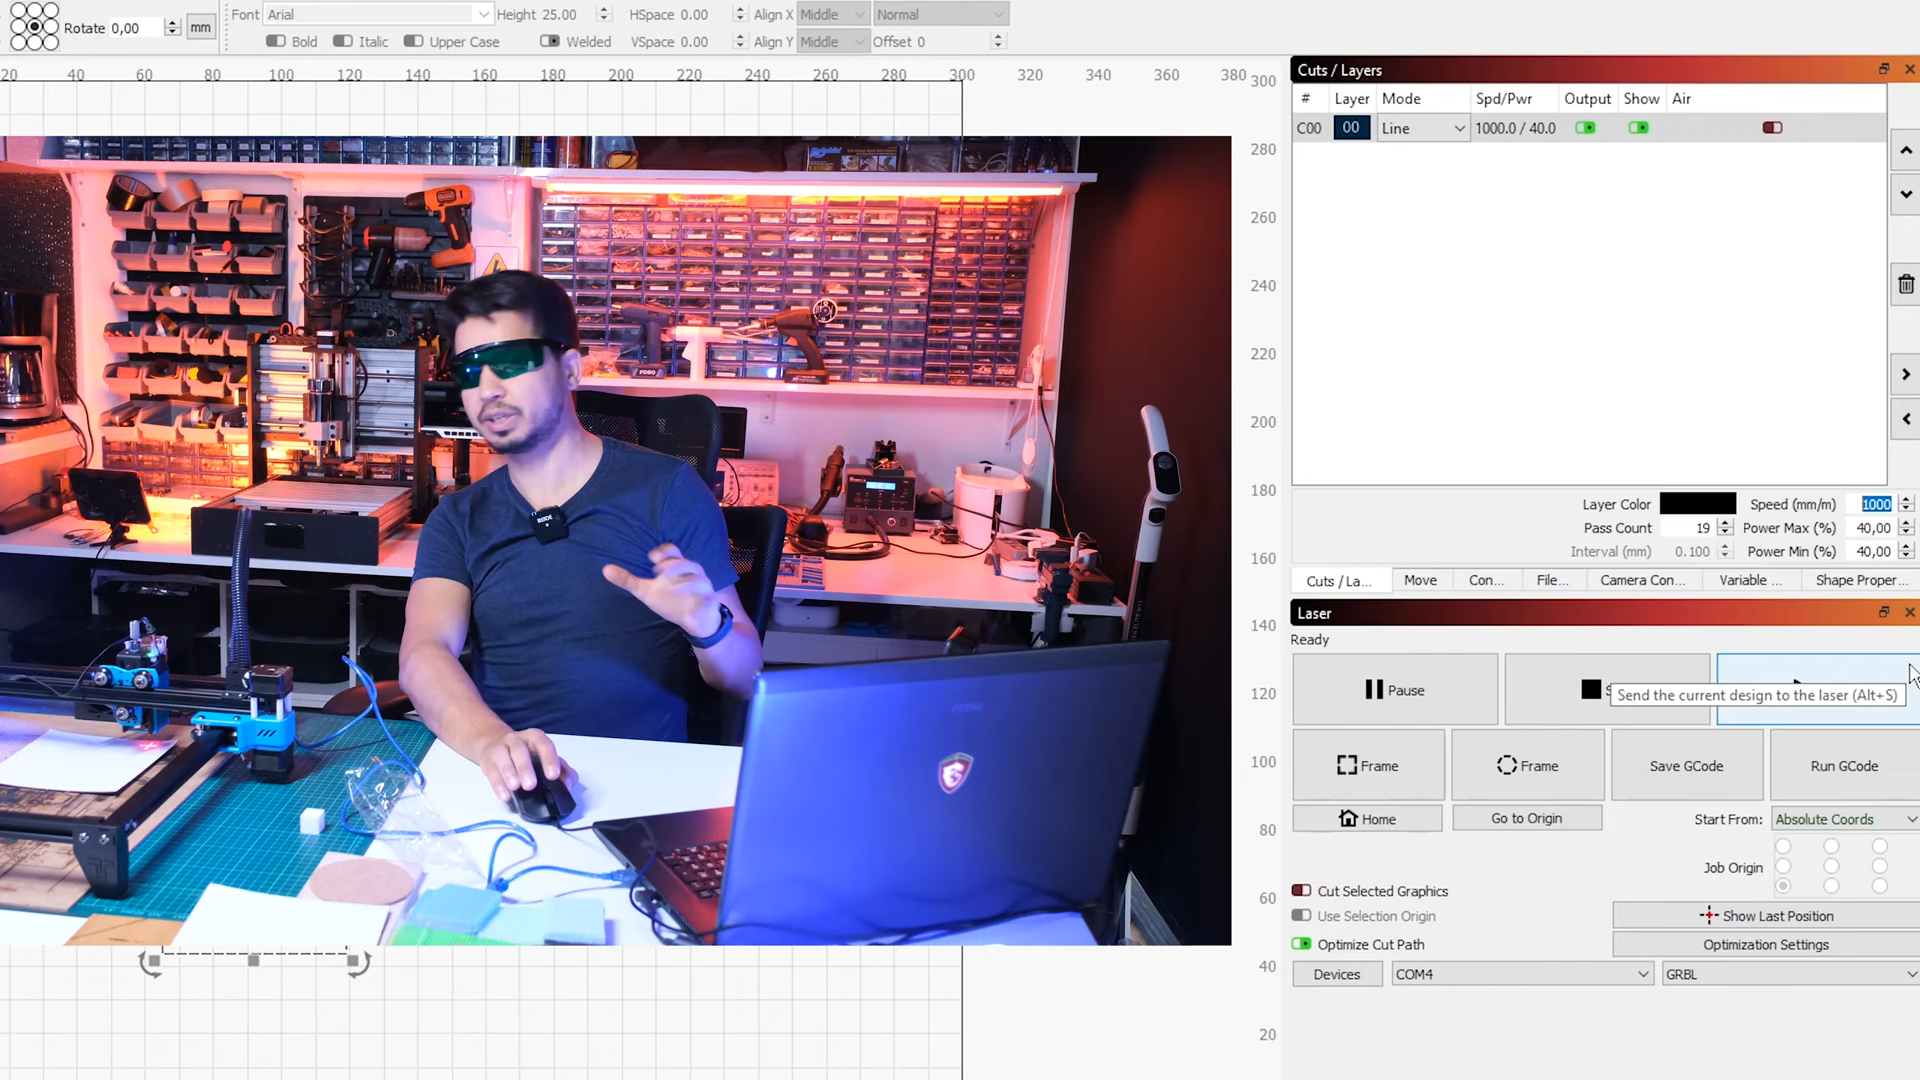 Rotate 0,00 mm
Font Arial Height 25.00 HSpace 0.00 Align X Middle Normal
Bold Italic Upper Case Welded VSpace 0.00 Align Y Middle Offset 0
20 40 60 80 100 120 140 160 180 200 220 240 260 280 300 320 340 360 380
300
280
260
240
220
200
180
160
140
120
100
80
60
40
20
Cuts / Layers
# Layer Mode Spd/Pwr Output Show Air
C00 00 Line 1000.0 / 40.0
Layer Color Speed (mm/m) 1000
Pass Count 19 Power Max (%) 40,00
Interval (mm) 0.100 Power Min (%) 40,00
Cuts / La... Move Con... File... Camera Con... Variable ... Shape Proper...
Laser
Ready
Pause
Send the current design to the laser (Alt+S)
Frame Frame Save GCode Run GCode
Home Go to Origin Start From: Absolute Coords
Job Origin
Cut Selected Graphics
Use Selection Origin Show Last Position
Optimize Cut Path Optimization Settings
Devices COM4 GRBL
RODE